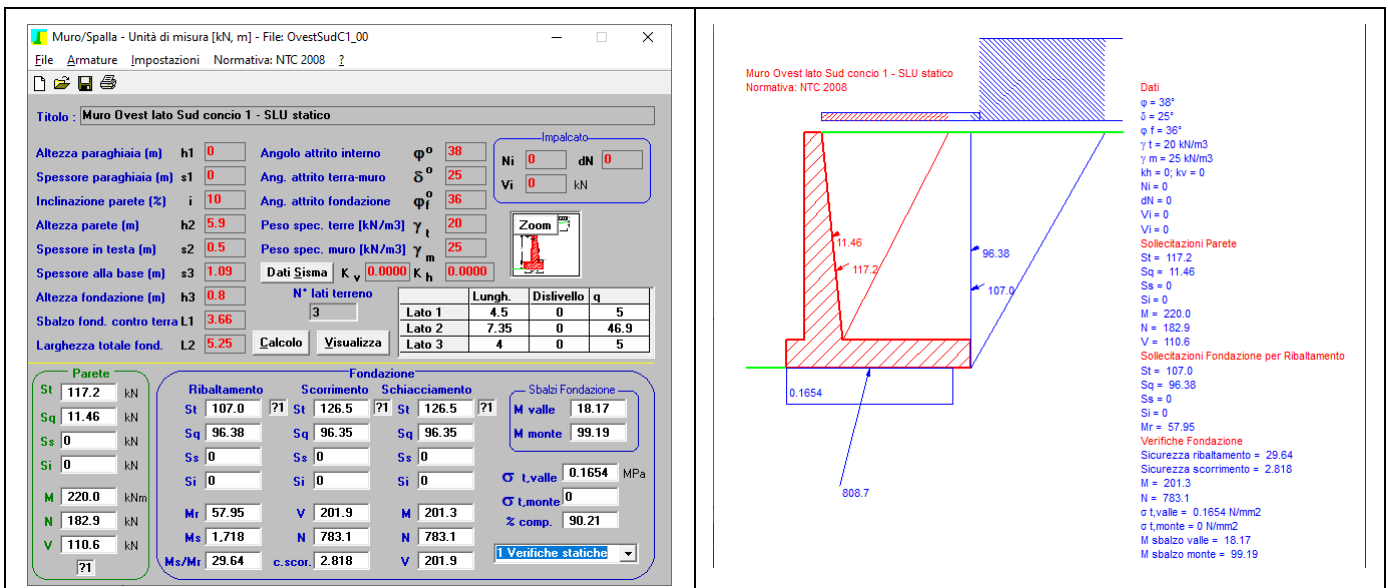 Muro/Spalla - Unità di misura [kN, m] - File: OvestSudC1_00
File Armature Impostazioni Normativa: NTC 2008 ?
Titolo : Muro Ovest lato Sud concio 1 - SLU statico
Altezza paraghiaia (m) h1 0
Spessore paraghiaia (m) s1 0
Inclinazione parete (%) i 10
Altezza parete (m) h2 5.9
Spessore in testa (m) s2 0.5
Spessore alla base (m) s3 1.09
Altezza fondazione (m) h3 0.8
Sbalzo fond. contro terra L1 3.66
Larghezza totale fond. L2 5.25
Angolo attrito interno φ° 38
Ang. attrito terra-muro δ° 25
Ang. attrito fondazione φf° 36
Peso spec. terre [kN/m3] γ t 20
Peso spec. muro [kN/m3] γ m 25
Dati Sisma K v 0.0000 K h 0.0000
N° lati terreno
3
Calcolo Visualizza
Impalcato
Ni 0 dN 0
Vi 0 kN
Zoom
Lungh. Dislivello q
Lato 1 4.5 0 5
Lato 2 7.35 0 46.9
Lato 3 4 0 5
Parete
St 117.2 kN
Sq 11.46 kN
Ss 0 kN
Si 0 kN
M 220.0 kNm
N 182.9 kN
V 110.6 kN
?1
Fondazione
Ribaltamento Scorrimento Schiacciamento
St 107.0 ?1 St 126.5 ?1 St 126.5 ?1
Sq 96.38 Sq 96.35 Sq 96.35
Ss 0 Ss 0 Ss 0
Si 0 Si 0 Si 0
Mr 57.95 V 201.9 M 201.3
Ms 1,718 N 783.1 N 783.1
Ms/Mr 29.64 c.scor. 2.818 V 201.9
Sbalzi Fondazione
M valle 18.17
M monte 99.19
σ t,valle 0.1654 MPa
σ t,monte 0
% comp. 90.21
1 Verifiche statiche
Muro Ovest lato Sud concio 1 - SLU statico
Normativa: NTC 2008
11.46
117.2
96.38
107.0
0.1654
808.7
Dati
φ = 38°
δ = 25°
φ f = 36°
γ t = 20 kN/m3
γ m = 25 kN/m3
kh = 0; kv = 0
Ni = 0
dN = 0
Vi = 0
Vi = 0
Sollecitazioni Parete
St = 117.2
Sq = 11.46
Ss = 0
Si = 0
M = 220.0
N = 182.9
V = 110.6
Sollecitazioni Fondazione per Ribaltamento
St = 107.0
Sq = 96.38
Ss = 0
Si = 0
Mr = 57.95
Verifiche Fondazione
Sicurezza ribaltamento = 29.64
Sicurezza scorrimento = 2.818
M = 201.3
N = 783.1
σ t,valle = 0.1654 N/mm2
σ t,monte = 0 N/mm2
M sbalzo valle = 18.17
M sbalzo monte = 99.19